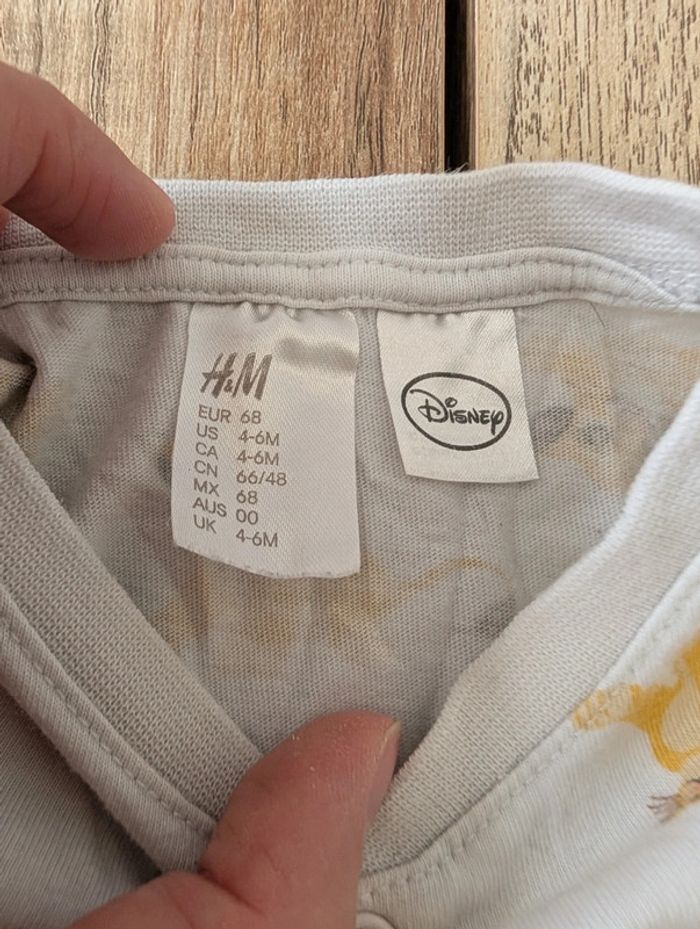 H&M
EUR 68
US 4-6M
CA 4-6M
CN 66/48
MX 68
AUS 00
UK 4-6M
Disney